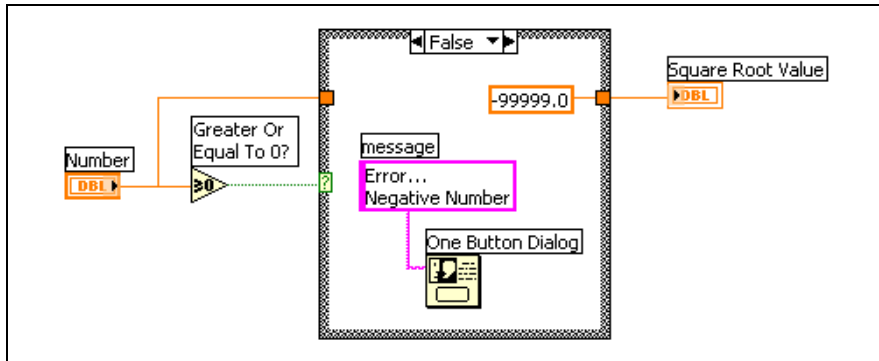 False
Square Root Value
-99999.0
DBL
Greater Or
Equal To 0?
message
Number
Error...
DBL
≥0
?
Negative Number
One Button Dialog